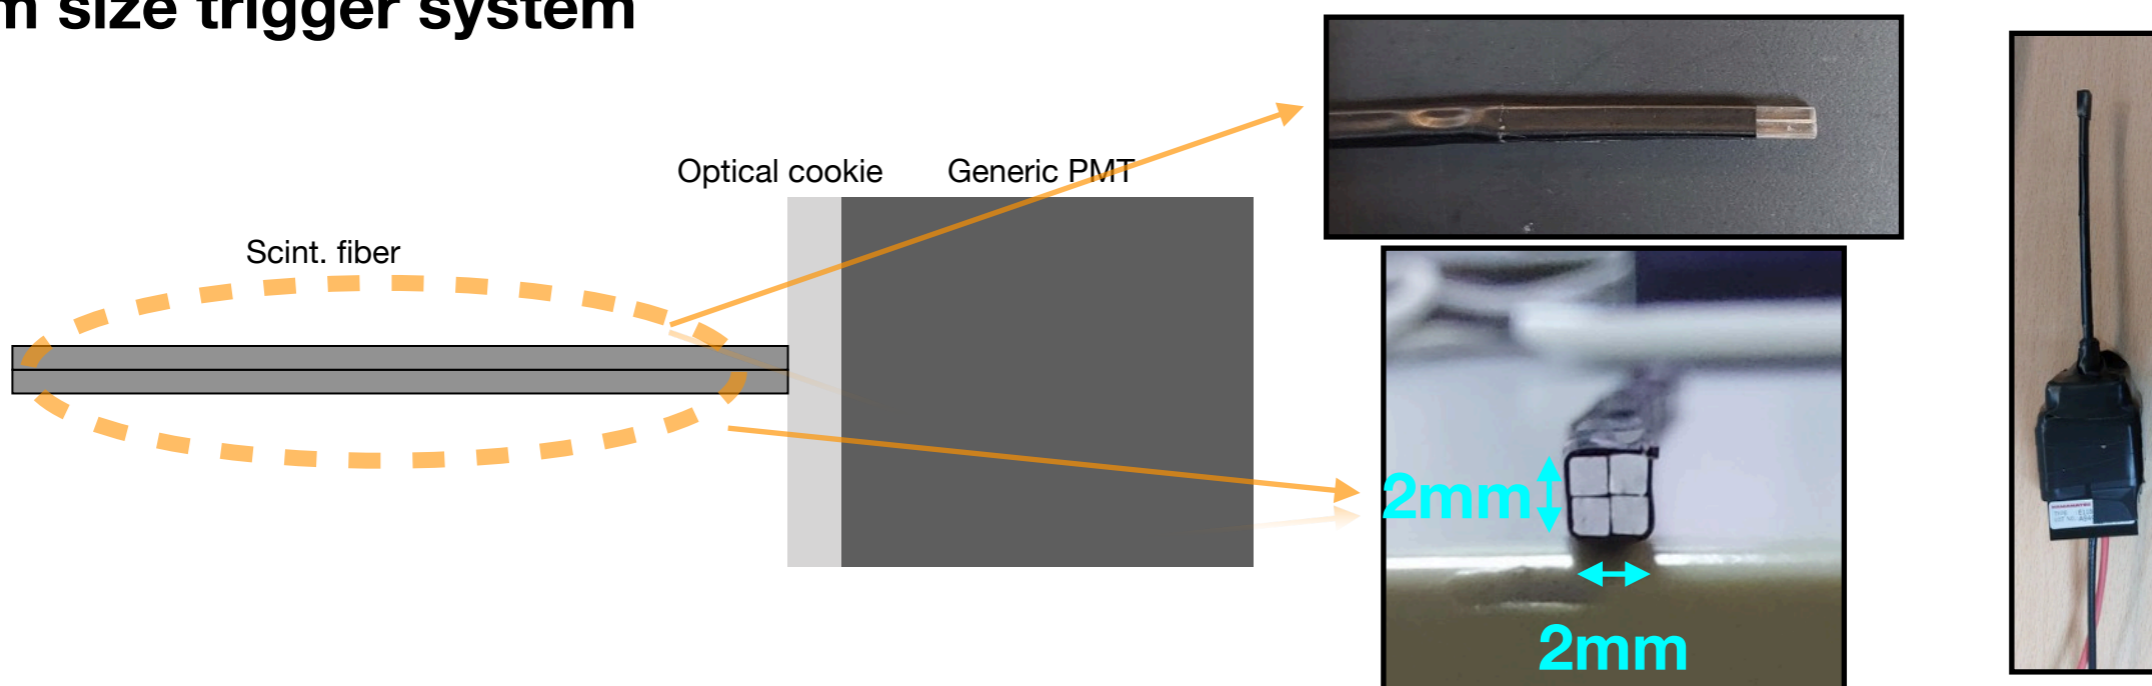 m size trigger system
Optical cookie
Generic PMT
Scint. fiber
2mm
2mm